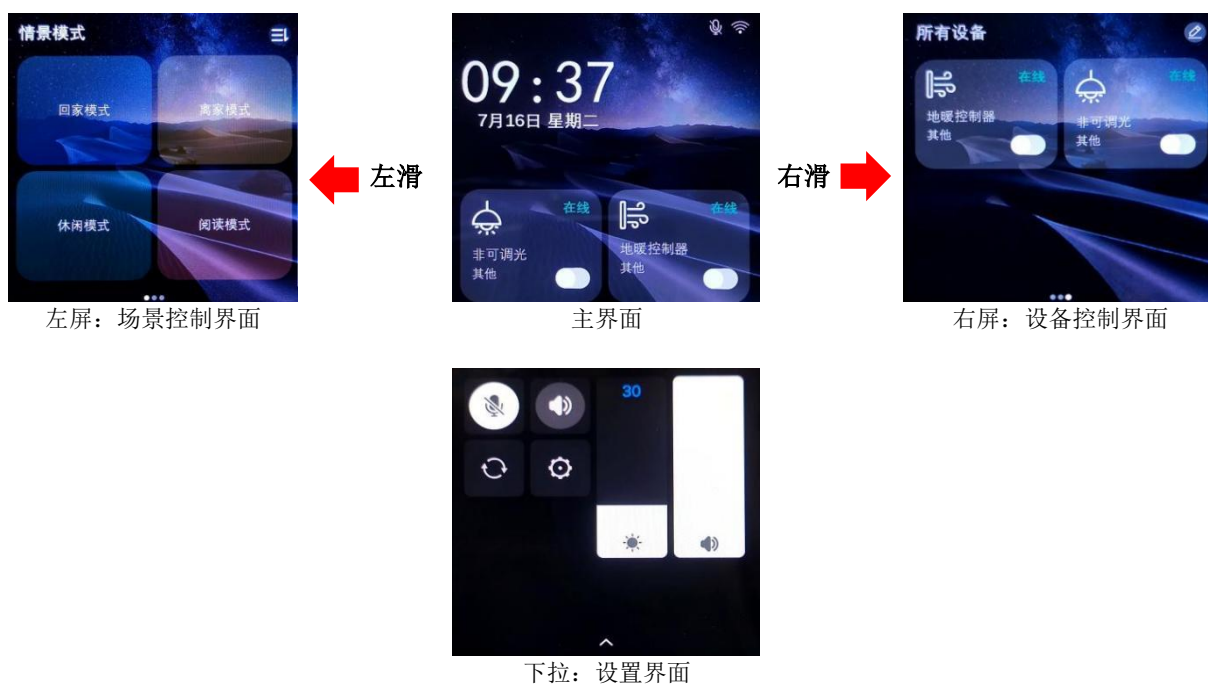 情景模式
回家模式
离家模式
休闲模式
阅读模式
左屏：场景控制界面
左滑
09:37
7月16日 星期二
在线
非可调光
其他
在线
地暖控制器
其他
主界面
右滑
所有设备
在线
地暖控制器
其他
在线
非可调光
其他
右屏：设备控制界面
30
下拉：设置界面